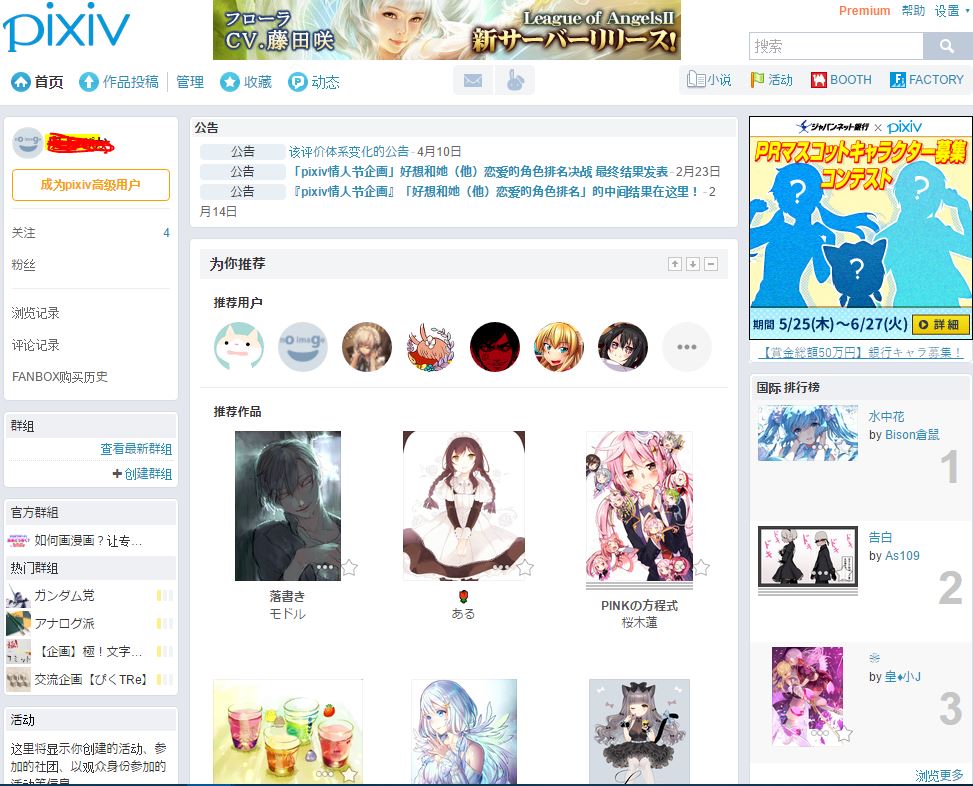 pixiv
フローラ
CV.藤田咲
League of AngelsII
新サーバーリリース!
Premium 帮助 设置
搜索
首页 作品投稿 管理 收藏 动态
小说 活动 BOOTH FACTORY
no image
成为pixiv高级用户
关注 4
粉丝
浏览记录
评论记录
FANBOX购买历史
群组
查看最新群组
创建群组
官方群组
如何画漫画？让专...
热门群组
ガンダム党
アナログ派
【企画】極！文字...
交流企画【ぴくTRe】
活动
这里将显示你创建的活动、参
加的社团、以观众身份参加的
活动等信息
公告
公告 该评价体系变化的公告 - 4月10日
公告 「pixiv情人节企画」好想和她（他）恋爱的角色排名决战 最终结果发表 - 2月23日
公告 『pixiv情人节企画』「好想和她（他）恋爱的角色排名」的中间结果在这里！ - 2
月14日
为你推荐
推荐用户
no image
推荐作品
落書き
モドル
ある
PINKの方程式
桜木蓮
ジャパンネット銀行 × pixiv
PRマスコットキャラクター募集
コンテスト
? ? ?
期間 5/25(木)～6/27(火) 詳細
【賞金総額50万円】銀行キャラ募集！
国际 排行榜
水中花
by Bison倉鼠
1
告白
by As109
2
by 皇♦小J
3
浏览更多